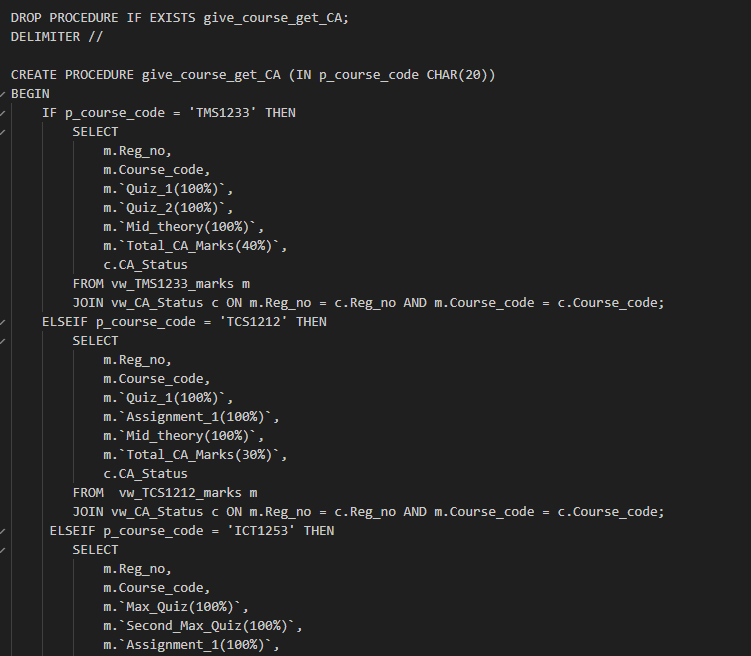 DROP PROCEDURE IF EXISTS give_course_get_CA;
DELIMITER //
CREATE PROCEDURE give_course_get_CA (IN p_course_code CHAR(20))
BEGIN
    IF p_course_code = 'TMS1233' THEN
        SELECT
            m.Reg_no,
            m.Course_code,
            m.`Quiz_1(100%)`,
            m.`Quiz_2(100%)`,
            m.`Mid_theory(100%)`,
            m.`Total_CA_Marks(40%)`,
            c.CA_Status
        FROM vw_TMS1233_marks m
        JOIN vw_CA_Status c ON m.Reg_no = c.Reg_no AND m.Course_code = c.Course_code;
    ELSEIF p_course_code = 'TCS1212' THEN
        SELECT
            m.Reg_no,
            m.Course_code,
            m.`Quiz_1(100%)`,
            m.`Assignment_1(100%)`,
            m.`Mid_theory(100%)`,
            m.`Total_CA_Marks(30%)`,
            c.CA_Status
        FROM  vw_TCS1212_marks m
        JOIN vw_CA_Status c ON m.Reg_no = c.Reg_no AND m.Course_code = c.Course_code;
     ELSEIF p_course_code = 'ICT1253' THEN
        SELECT
            m.Reg_no,
            m.Course_code,
            m.`Max_Quiz(100%)`,
            m.`Second_Max_Quiz(100%)`,
            m.`Assignment_1(100%)`,